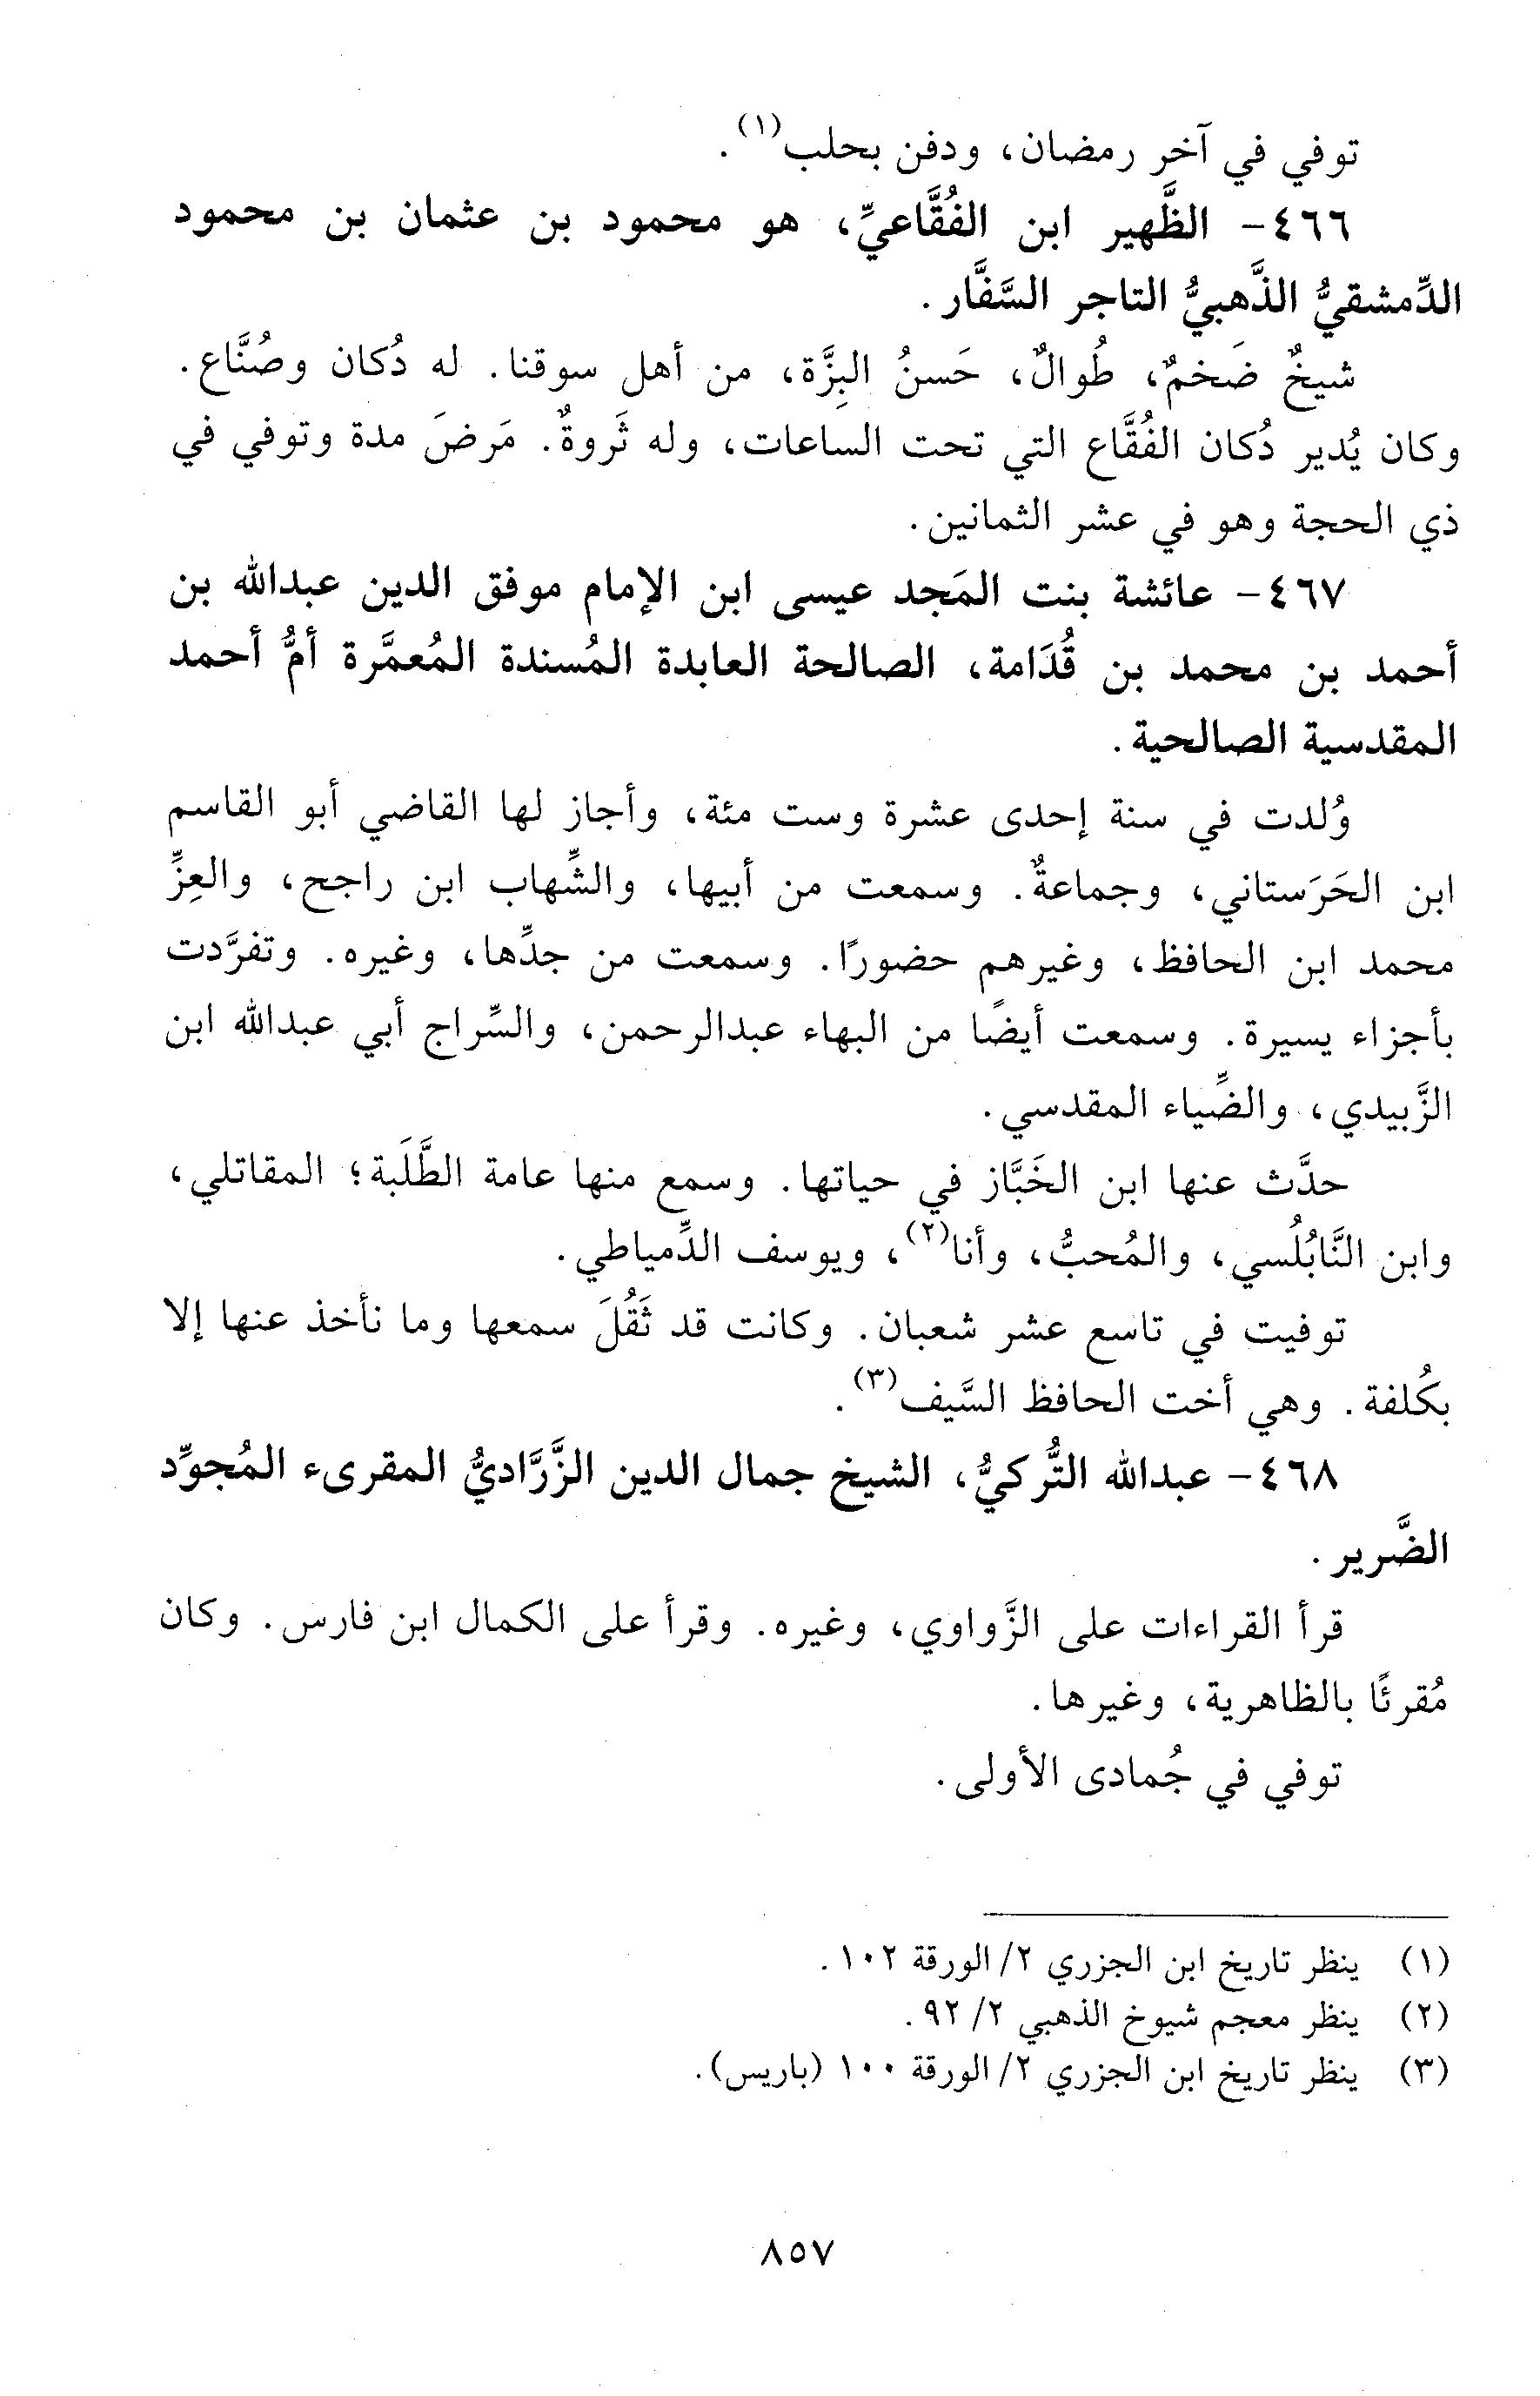 توفي في آخر رمضان، ودفن بحلب(١).
٤٦٦- الظَّهير ابن الفُقَّاعيِّ، هو محمود بن عثمان بن محمود
الدِّمشقيُّ الذَّهبيُّ التاجر السَّفَّار.
شيخٌ ضَخمٌ، طُوالٌ، حَسنُ البِزَّة، من أهل سوقنا. له دُكان وصُنَّاع.
وكان يُدير دُكان الفُقَّاع التي تحت الساعات، وله ثَروةٌ. مَرضَ مدة وتوفي في
ذي الحجة وهو في عشر الثمانين.
٤٦٧- عائشة بنت المَجد عيسى ابن الإمام موفق الدين عبدالله بن
أحمد بن محمد بن قُدَامة، الصالحة العابدة المُسندة المُعمَّرة أمُّ أحمد
المقدسية الصالحية.
وُلدت في سنة إحدى عشرة وست مئة، وأجاز لها القاضي أبو القاسم
ابن الحَرَستاني، وجماعةٌ. وسمعت من أبيها، والشِّهاب ابن راجح، والعِزِّ
محمد ابن الحافظ، وغيرهم حضورًا. وسمعت من جدِّها، وغيره. وتفرَّدت
بأجزاء يسيرة. وسمعت أيضًا من البهاء عبدالرحمن، والسِّراج أبي عبدالله ابن
الزَّبيدي، والضِّياء المقدسي.
حدَّث عنها ابن الخَبَّاز في حياتها. وسمع منها عامة الطَّلَبة؛ المقاتلي،
وابن النَّابُلُسي، والمُحبُّ، وأنا(٢)، ويوسف الدِّمياطي.
توفيت في تاسع عشر شعبان. وكانت قد ثَقُلَ سمعها وما نأخذ عنها إلا
بكُلفة. وهي أخت الحافظ السَّيف(٣).
٤٦٨- عبدالله التُّركيُّ، الشيخ جمال الدين الزَّرَّاديُّ المقرىء المُجوِّد
الضَّرير.
قرأ القراءات على الزَّواوي، وغيره. وقرأ على الكمال ابن فارس. وكان
مُقرئًا بالظاهرية، وغيرها.
توفي في جُمادى الأولى.
(١) ينظر تاريخ ابن الجزري ٢/ الورقة ١٠٢.
(٢) ينظر معجم شيوخ الذهبي ٢/ ٩٢.
(٣) ينظر تاريخ ابن الجزري ٢/ الورقة ١٠٠ (باريس).
٨٥٧